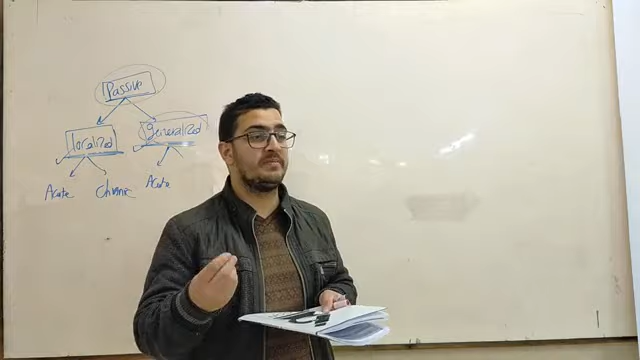 Passive
localized
generalized
Acute
Chronic
Acute